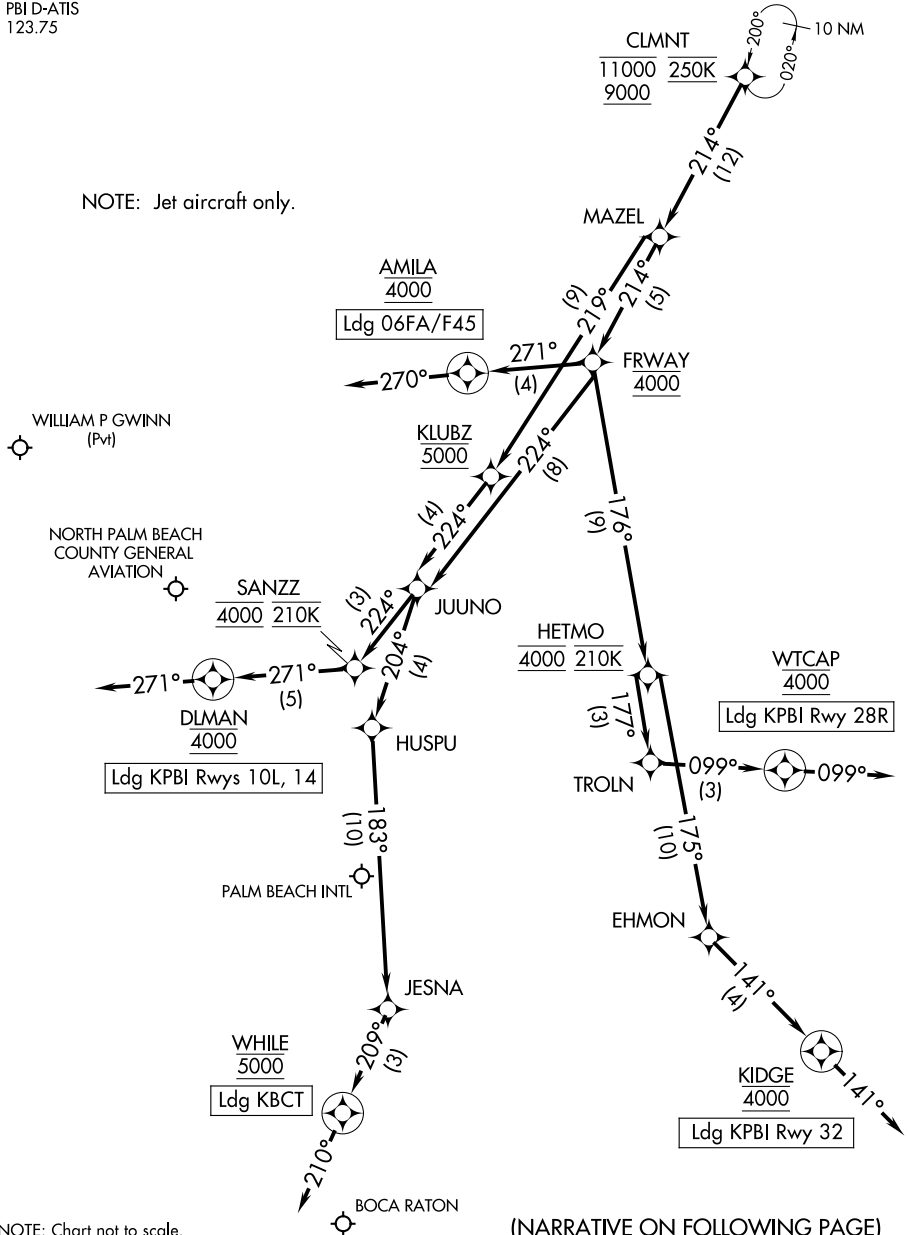 PBI D-ATIS
123.75
CLMNT
11000 250K
9000
200°
020°
10 NM
214°
(12)
NOTE: Jet aircraft only.
MAZEL
AMILA
4000
Ldg 06FA/F45
(9)
219°
214°
(5)
271°
(4)
270°
FRWAY
4000
WILLIAM P GWINN
(Pvt)
KLUBZ
5000
224°
(8)
(4)
224°
176°
(9)
NORTH PALM BEACH
COUNTY GENERAL
AVIATION
SANZZ
4000 210K
(3)
224°
JUUNO
204°
(4)
HETMO
4000 210K
WTCAP
4000
Ldg KPBI Rwy 28R
271°
271°
(5)
DLMAN
4000
Ldg KPBI Rwys 10L, 14
HUSPU
177°
(3)
TROLN
099°
(3)
099°
183°
(10)
175°
(10)
PALM BEACH INTL
EHMON
141°
(4)
JESNA
209°
(3)
WHILE
5000
Ldg KBCT
KIDGE
4000
Ldg KPBI Rwy 32
141°
210°
BOCA RATON
NOTE: Chart not to scale.
(NARRATIVE ON FOLLOWING PAGE)